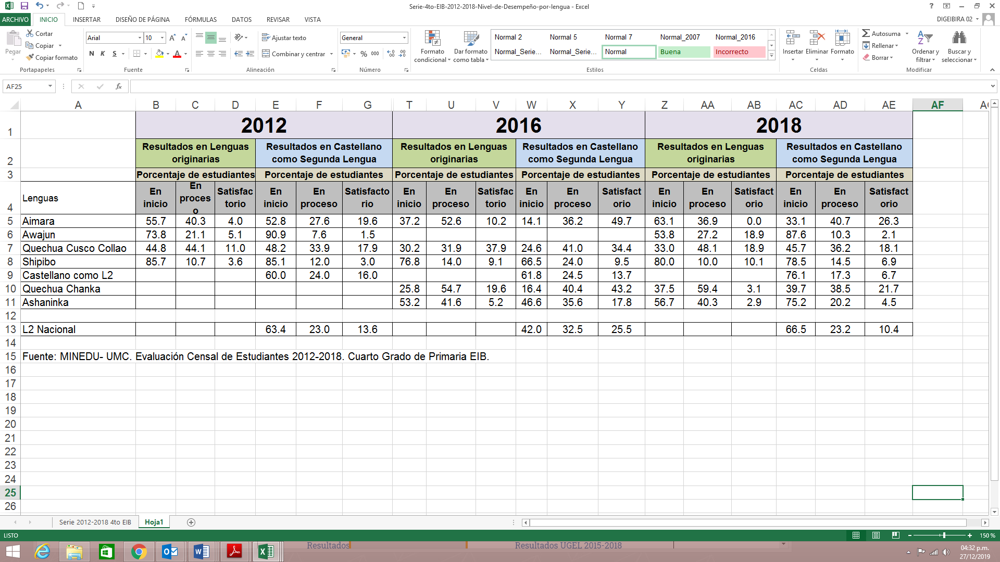 Serie-4to-EIB-2012-2018-Nivel-de-Desempeño-por-lengua - Excel
ARCHIVO INICIO INSERTAR DISEÑO DE PÁGINA FÓRMULAS DATOS REVISAR VISTA DIGEIBIRA 02
Pegar
Cortar
Copiar
Copiar formato
Portapapeles
Arial 10
N K S
Fuente
Ajustar texto
Combinar y centrar
Alineación
General
% 000
Número
Formato condicional
Dar formato como tabla
Normal 2 Normal 5 Normal 7 Normal_2007 Normal_2016
Normal_Serie... Normal_Serie... Normal Buena Incorrecto
Estilos
Insertar Eliminar Formato
Celdas
Autosuma
Rellenar
Borrar
Ordenar y filtrar
Buscar y seleccionar
Modificar
AF25 fx
A B C D E F G T U V W X Y Z AA AB AC AD AE AF
1 2012 2016 2018
2 Resultados en Lenguas originarias Resultados en Castellano como Segunda Lengua Resultados en Lenguas originarias Resultados en Castellano como Segunda Lengua Resultados en Lenguas originarias Resultados en Castellano como Segunda Lengua
3 Porcentaje de estudiantes Porcentaje de estudiantes Porcentaje de estudiantes Porcentaje de estudiantes Porcentaje de estudiantes Porcentaje de estudiantes
4 Lenguas En inicio En proceso Satisfactorio En inicio En proceso Satisfactorio En inicio En proceso Satisfactorio En inicio En proceso Satisfactorio En inicio En proceso Satisfactorio En inicio En proceso Satisfactorio
5 Aimara 55.7 40.3 4.0 52.8 27.6 19.6 37.2 52.6 10.2 14.1 36.2 49.7 63.1 36.9 0.0 33.1 40.7 26.3
6 Awajun 73.8 21.1 5.1 90.9 7.6 1.5 53.8 27.2 18.9 87.6 10.3 2.1
7 Quechua Cusco Collao 44.8 44.1 11.0 48.2 33.9 17.9 30.2 31.9 37.9 24.6 41.0 34.4 33.0 48.1 18.9 45.7 36.2 18.1
8 Shipibo 85.7 10.7 3.6 85.1 12.0 3.0 76.8 14.0 9.1 66.5 24.0 9.5 80.0 10.0 10.1 78.5 14.5 6.9
9 Castellano como L2 60.0 24.0 16.0 61.8 24.5 13.7 76.1 17.3 6.7
10 Quechua Chanka 25.8 54.7 19.6 16.4 40.4 43.2 37.5 59.4 3.1 39.7 38.5 21.7
11 Ashaninka 53.2 41.6 5.2 46.6 35.6 17.8 56.7 40.3 2.9 75.2 20.2 4.5
12
13 L2 Nacional 63.4 23.0 13.6 42.0 32.5 25.5 66.5 23.2 10.4
14
15 Fuente: MINEDU- UMC. Evaluación Censal de Estudiantes 2012-2018. Cuarto Grado de Primaria EIB.
16
17
18
19
20
21
22
23
24
25
26
Serie 2012-2018 4to EIB Hoja1
LISTO 150 %
Resultados Resultados UGEL 2015-2018
04:32 p.m.
27/12/2019